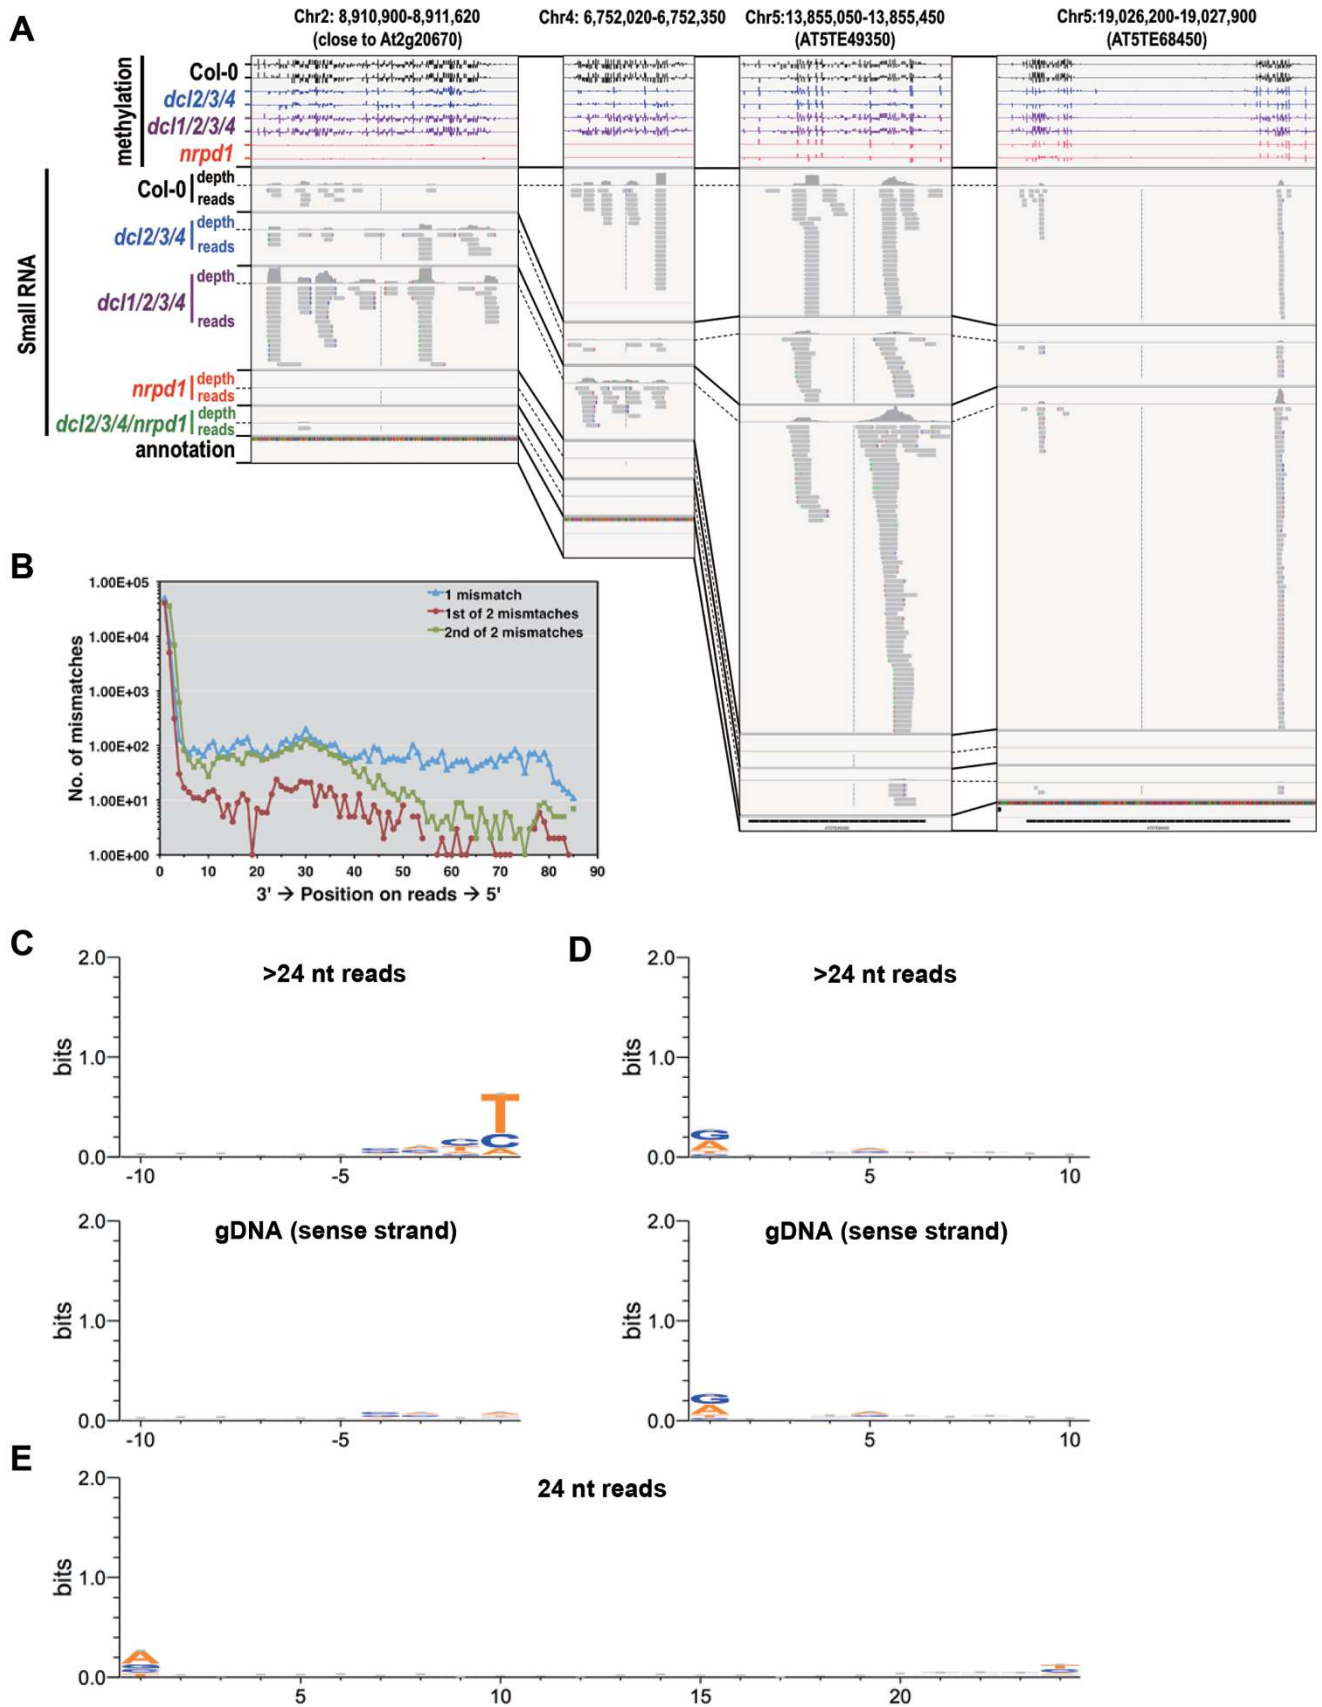 A
Chr2: 8,910,900-8,911,620
(close to At2g20670)
Chr4: 6,752,020-6,752,350
Chr5:13,855,050-13,855,450
(AT5TE49350)
Chr5:19,026,200-19,027,900
(AT5TE68450)
methylation
Col-0
dcl2/3/4
dcl1/2/3/4
nrpd1
Small RNA
Col-0
depth
reads
dcl2/3/4
depth
reads
dcl1/2/3/4
depth
reads
nrpd1
depth
reads
dcl2/3/4/nrpd1
depth
reads
annotation
AT5TE49350
AT5TE68450
B
1.00E+05
1.00E+04
1.00E+03
1.00E+02
1.00E+01
1.00E+00
No. of mismatches
1 mismatch
1st of 2 mismtaches
2nd of 2 mismatches
0 10 20 30 40 50 60 70 80 90
3' → Position on reads → 5'
C
>24 nt reads
2.0
1.0
0.0
bits
T
C
A
C
T
-10 -5
D
>24 nt reads
2.0
1.0
0.0
bits
G
A
T
5 10
gDNA (sense strand)
2.0
1.0
0.0
bits
-10 -5
gDNA (sense strand)
2.0
1.0
0.0
bits
G
A
5 10
E
24 nt reads
2.0
1.0
0.0
bits
A
5 10 15 20